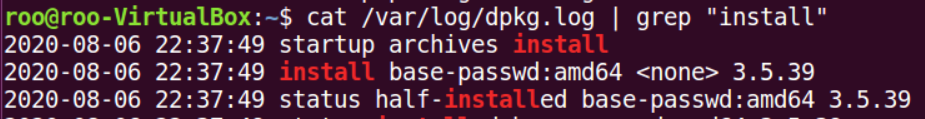 roo@roo-VirtualBox:~$ cat /var/log/dpkg.log | grep "install"
2020-08-06 22:37:49 startup archives install
2020-08-06 22:37:49 install base-passwd:amd64 <none> 3.5.39
2020-08-06 22:37:49 status half-installed base-passwd:amd64 3.5.39